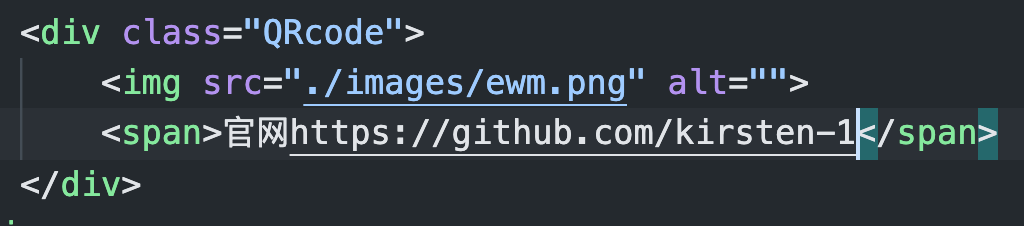 <div class="QRcode">
    <img src="./images/ewm.png" alt="">
    <span>官网https://github.com/kirsten-1</span>
</div>